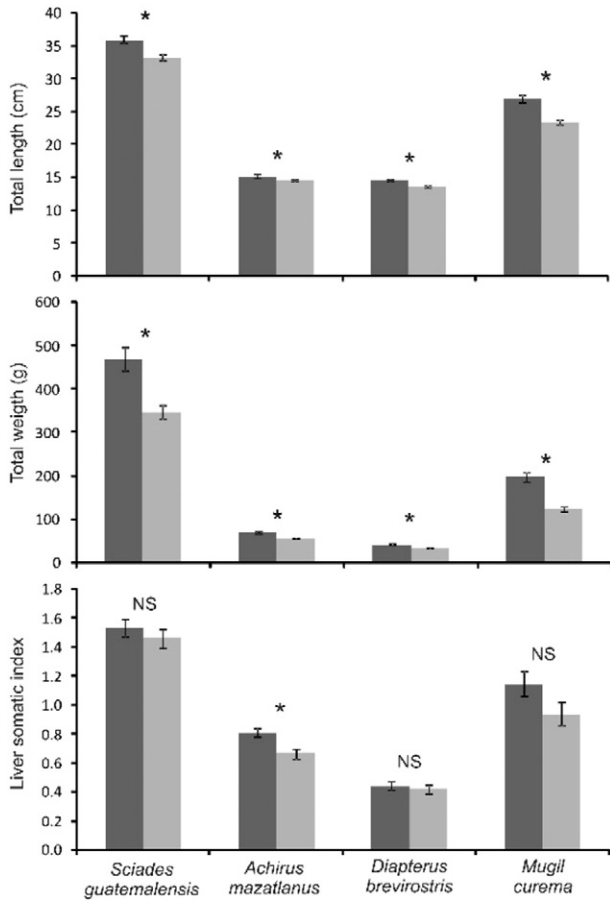 Total length (cm)
40
35
30
25
20
15
10
5
0
*
*
*
*
Total weigth (g)
600
500
400
300
200
100
0
*
*
*
*
Liver somatic index
1.8
1.6
1.4
1.2
1.0
0.8
0.6
0.4
0.2
0.0
NS
*
NS
NS
Sciades
guatemalensis
Achirus
mazatlanus
Diapterus
brevirostris
Mugil
curema